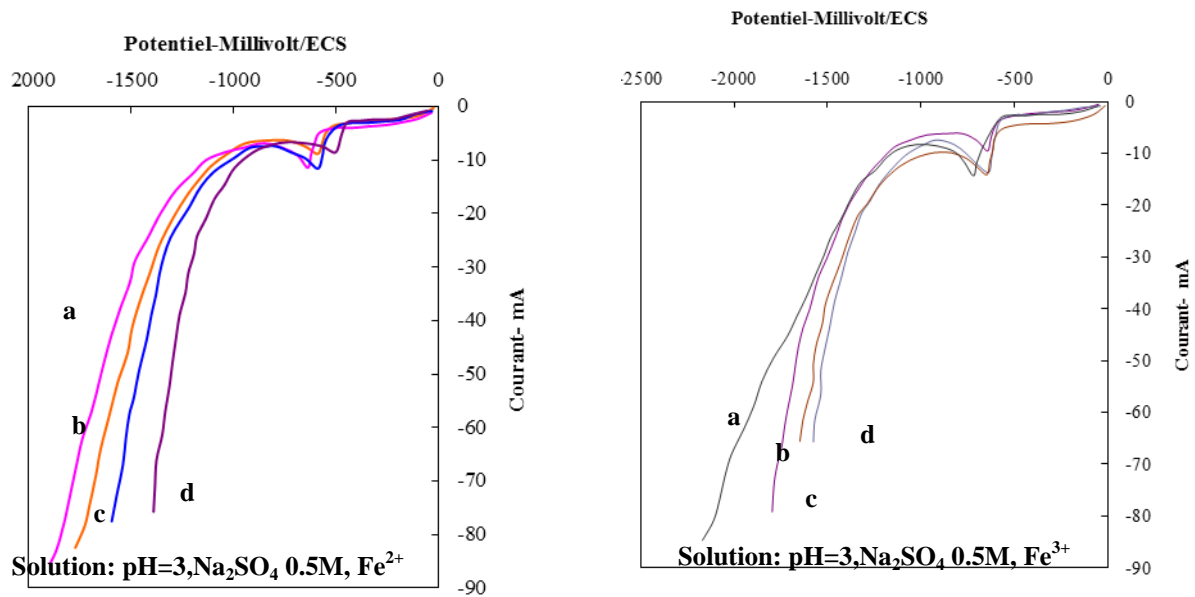 Potentiel-Millivolt/ECS
2000 -1500 -1000 -500 0
0
-10
-20
-30
-40
-50
-60
-70
-80
-90
Courant- mA
a
b
c
d
Solution: pH=3,Na₂SO₄ 0.5M, Fe²⁺
Potentiel-Millivolt/ECS
-2500 -2000 -1500 -1000 -500 0
0
-10
-20
-30
-40
-50
-60
-70
-80
-90
Courant- mA
a
b
c
d
Solution: pH=3,Na₂SO₄ 0.5M, Fe³⁺